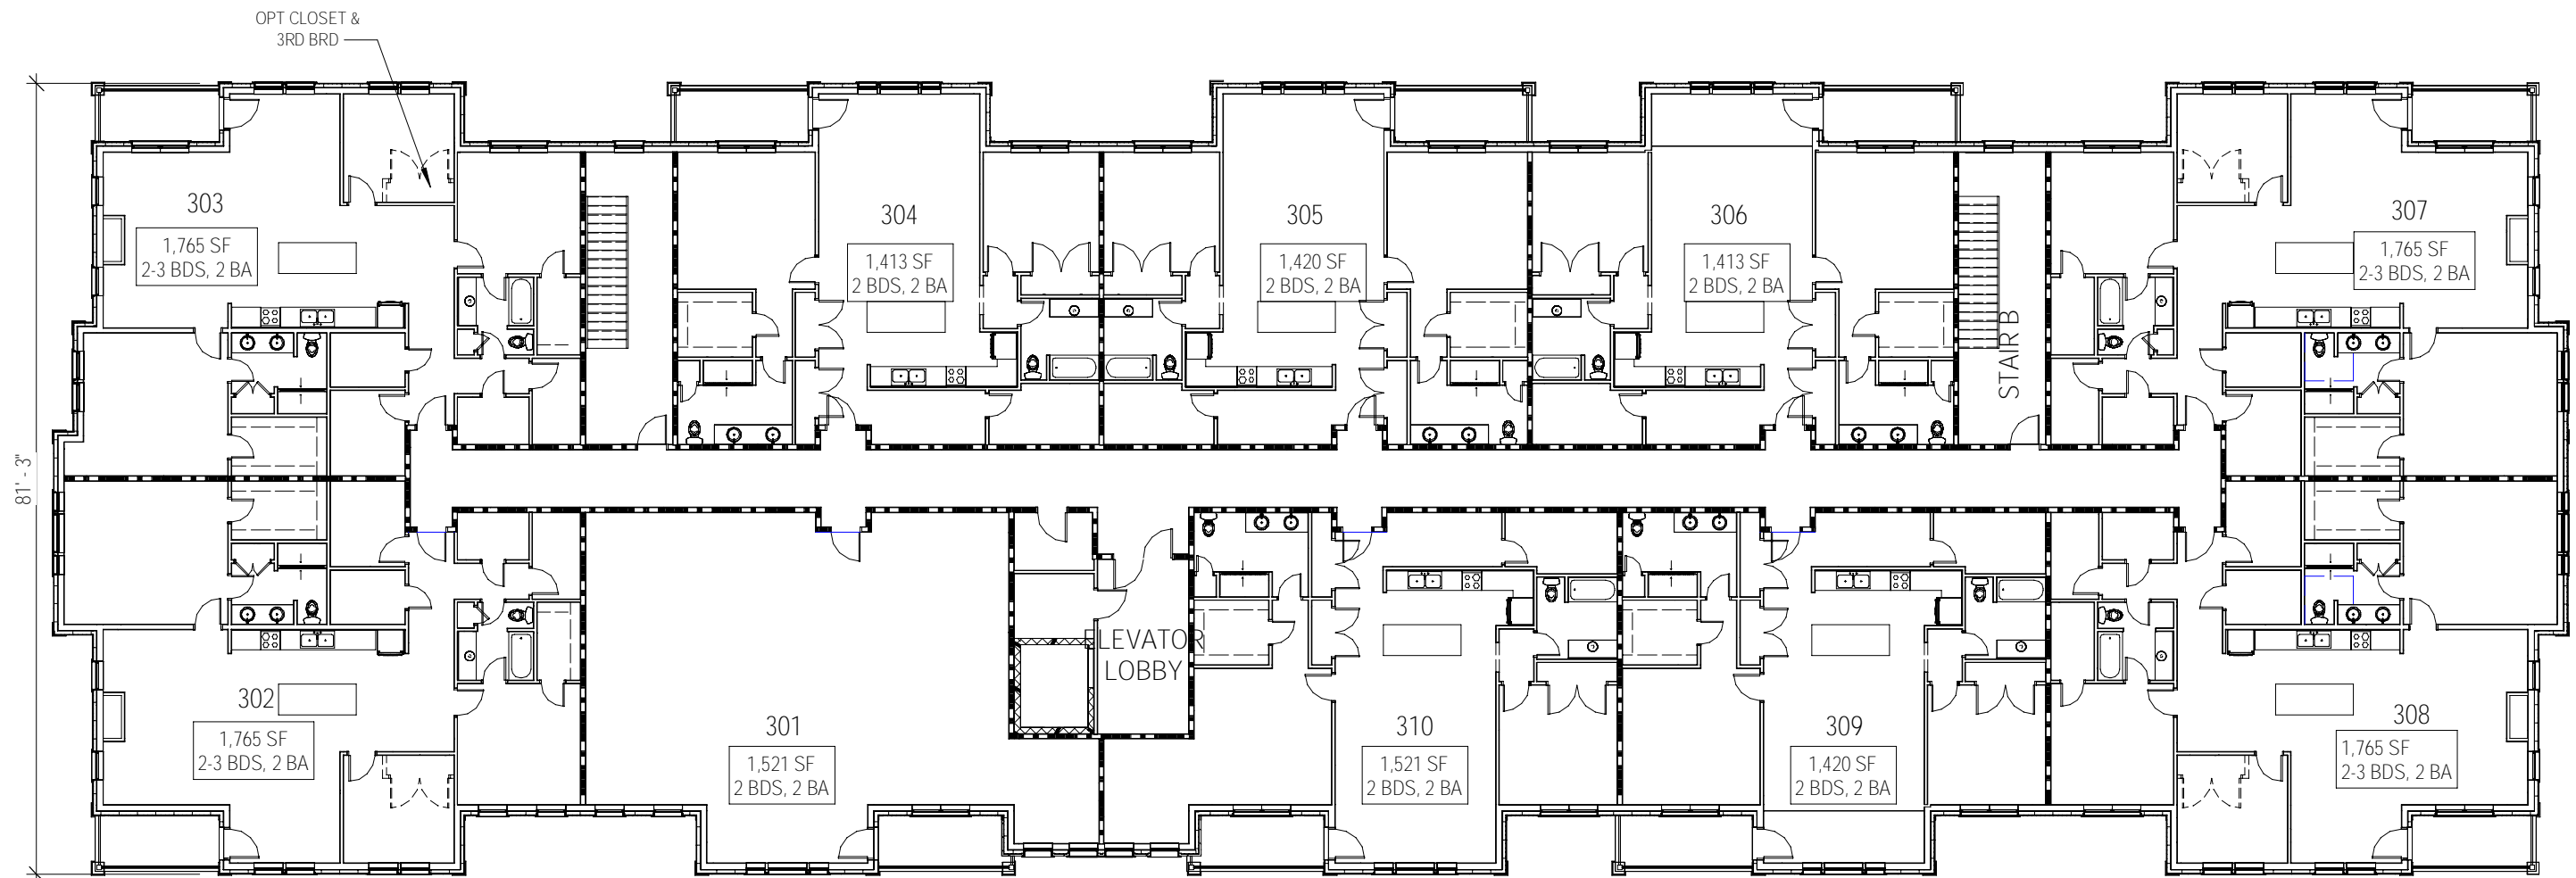 OPT CLOSET &
3RD BRD
303
1,765 SF
2-3 BDS, 2 BA
304
1,413 SF
2 BDS, 2 BA
305
1,420 SF
2 BDS, 2 BA
306
1,413 SF
2 BDS, 2 BA
307
1,765 SF
2-3 BDS, 2 BA
STAIR B
81' - 3"
302
1,765 SF
2-3 BDS, 2 BA
301
1,521 SF
2 BDS, 2 BA
ELEVATOR
LOBBY
310
1,521 SF
2 BDS, 2 BA
309
1,420 SF
2 BDS, 2 BA
308
1,765 SF
2-3 BDS, 2 BA